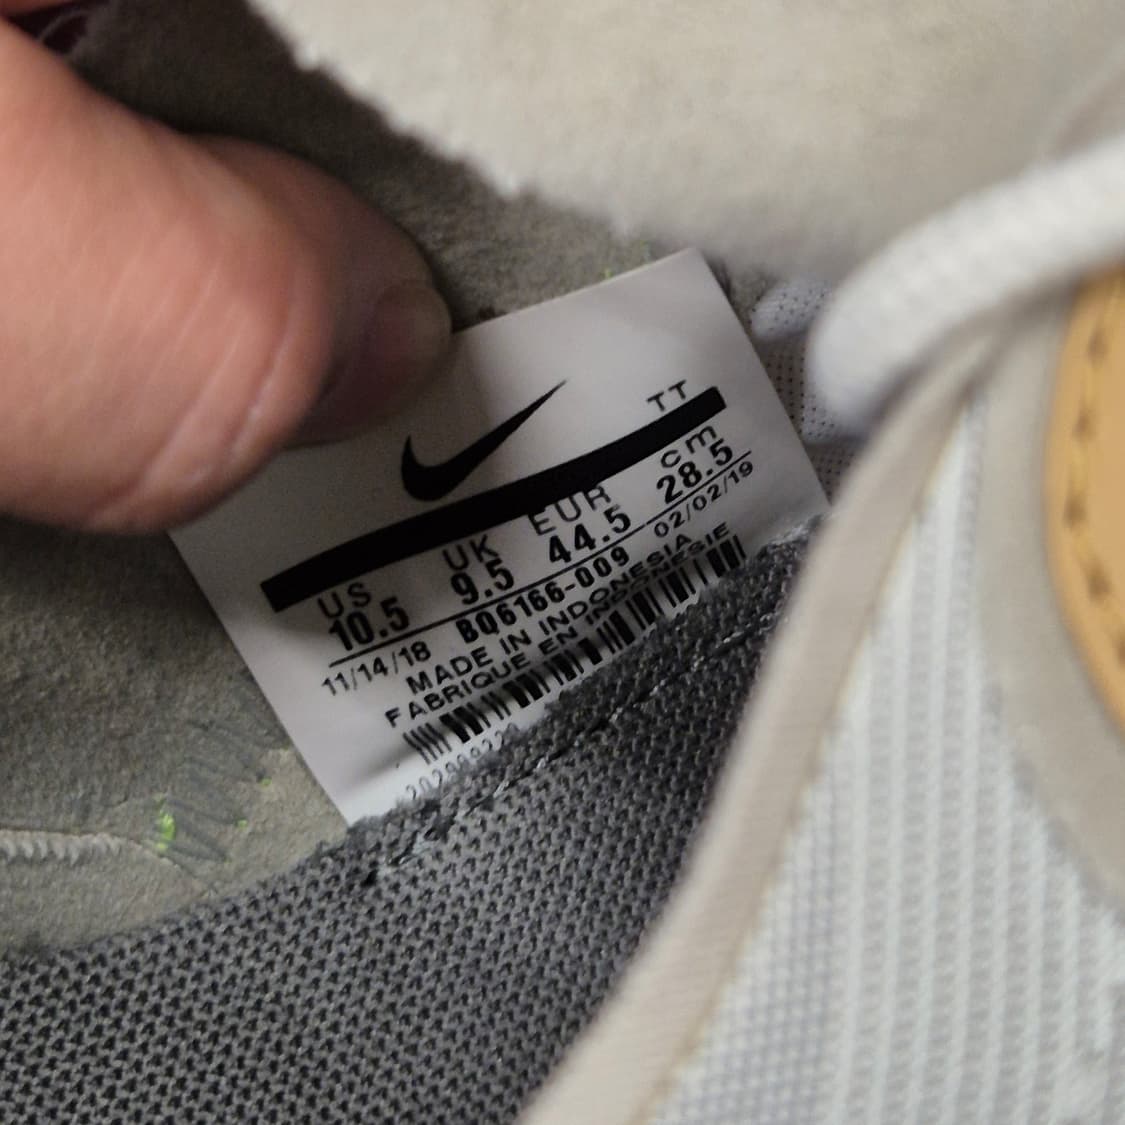 TT
US UK EUR cm
10.5 9.5 44.5 28.5
11/14/18 BQ6166-009 02/02/19
MADE IN INDONESIA
FABRIQUE EN INDONESIE